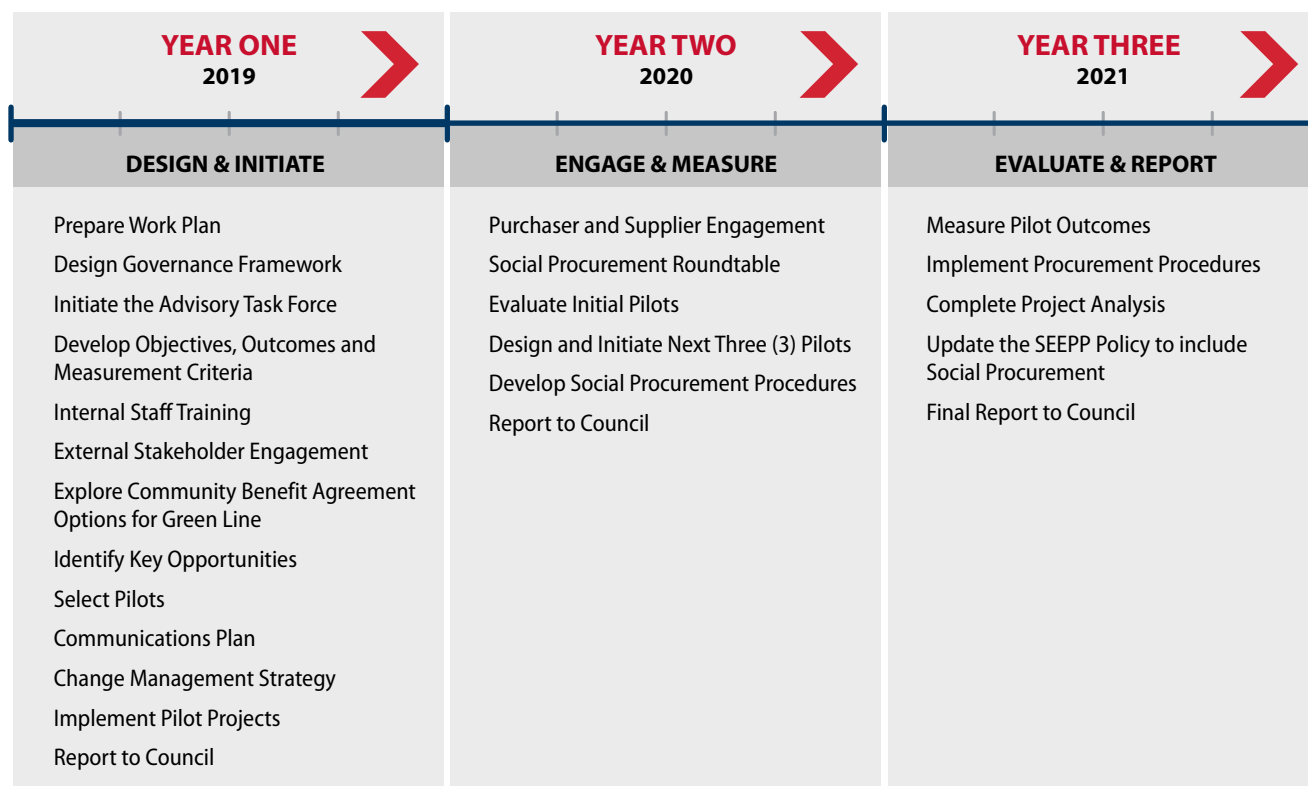 YEAR ONE
2019
DESIGN & INITIATE
Prepare Work Plan
Design Governance Framework
Initiate the Advisory Task Force
Develop Objectives, Outcomes and
Measurement Criteria
Internal Staff Training
External Stakeholder Engagement
Explore Community Benefit Agreement
Options for Green Line
Identify Key Opportunities
Select Pilots
Communications Plan
Change Management Strategy
Implement Pilot Projects
Report to Council
YEAR TWO
2020
ENGAGE & MEASURE
Purchaser and Supplier Engagement
Social Procurement Roundtable
Evaluate Initial Pilots
Design and Initiate Next Three (3) Pilots
Develop Social Procurement Procedures
Report to Council
YEAR THREE
2021
EVALUATE & REPORT
Measure Pilot Outcomes
Implement Procurement Procedures
Complete Project Analysis
Update the SEEPP Policy to include
Social Procurement
Final Report to Council